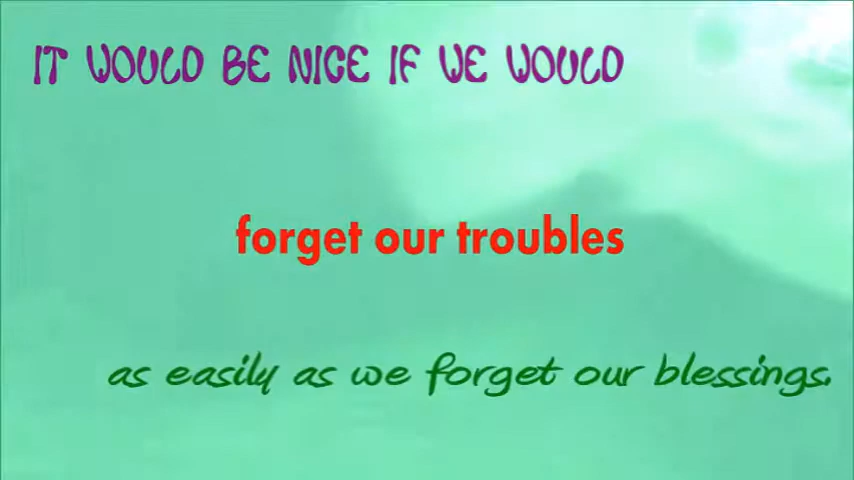 IT WOULD BE NICE IF WE WOULD
forget our troubles
as easily as we forget our blessings.